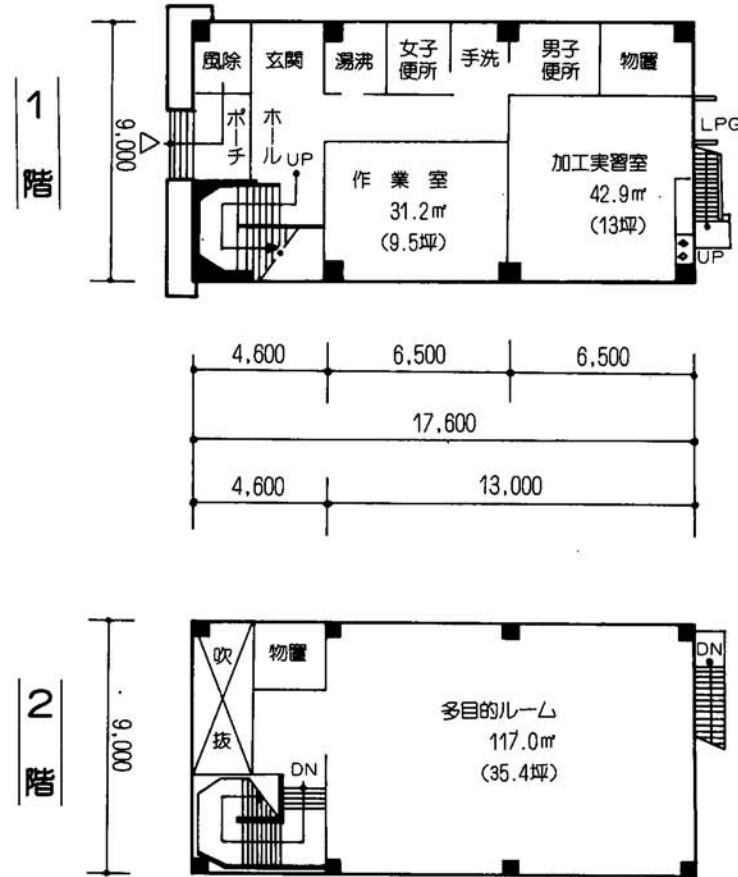 1階
9,000
風除
玄関
湯沸
女子
便所
手洗
男子
便所
物置
ポーチ
ホール
UP
LPG
作業室
31.2㎡
(9.5坪)
加工実習室
42.9㎡
(13坪)
UP
4,600
6,500
6,500
17,600
4,600
13,000
2階
9,000
吹抜
物置
DN
多目的ルーム
117.0㎡
(35.4坪)
DN